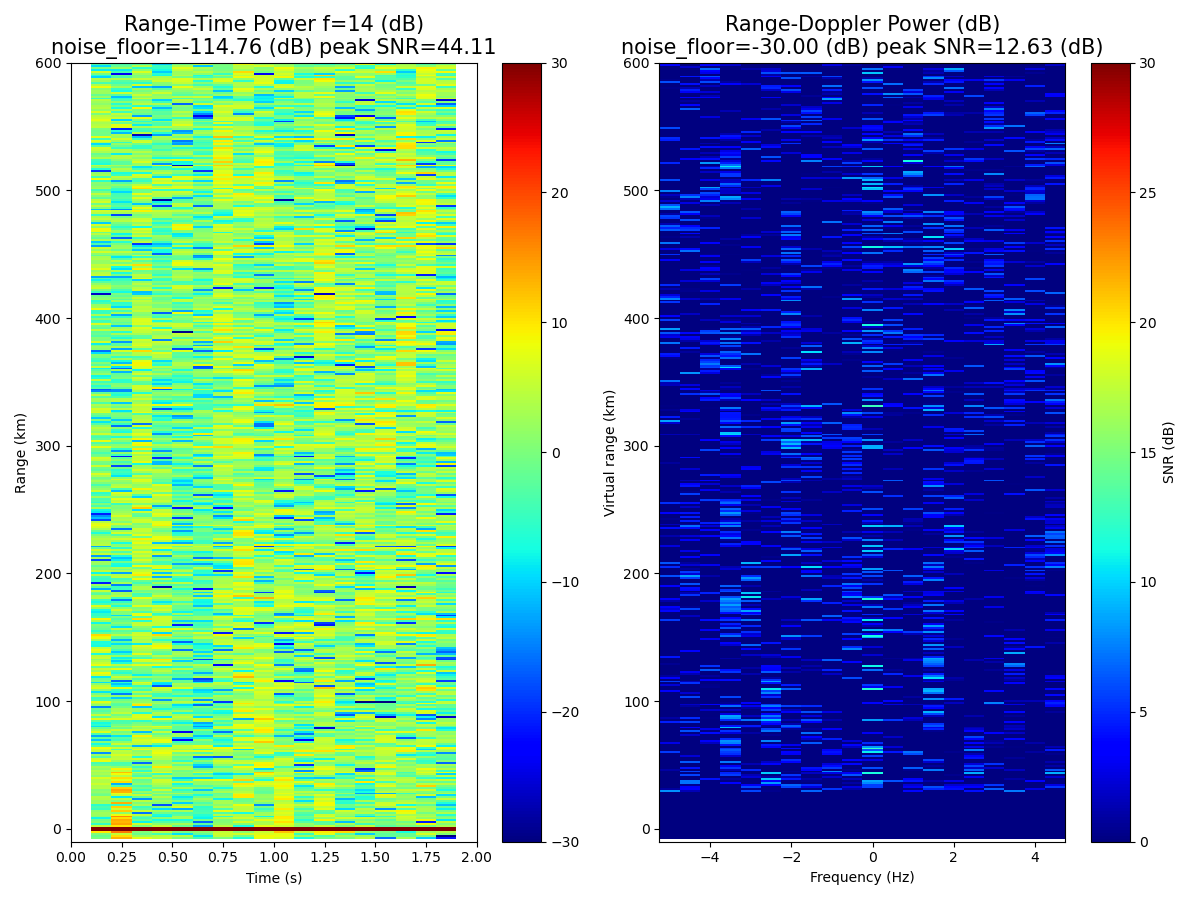 Range-Time Power f=14 (dB)
noise_floor=-114.76 (dB) peak SNR=44.11
Range-Doppler Power (dB)
noise_floor=-30.00 (dB) peak SNR=12.63 (dB)
600
500
400
300
200
100
0
Range (km)
0.00 0.25 0.50 0.75 1.00 1.25 1.50 1.75 2.00
Time (s)
30
20
10
0
−10
−20
−30
600
500
400
300
200
100
0
Virtual range (km)
−4 −2 0 2 4
Frequency (Hz)
30
25
20
15
10
5
0
SNR (dB)